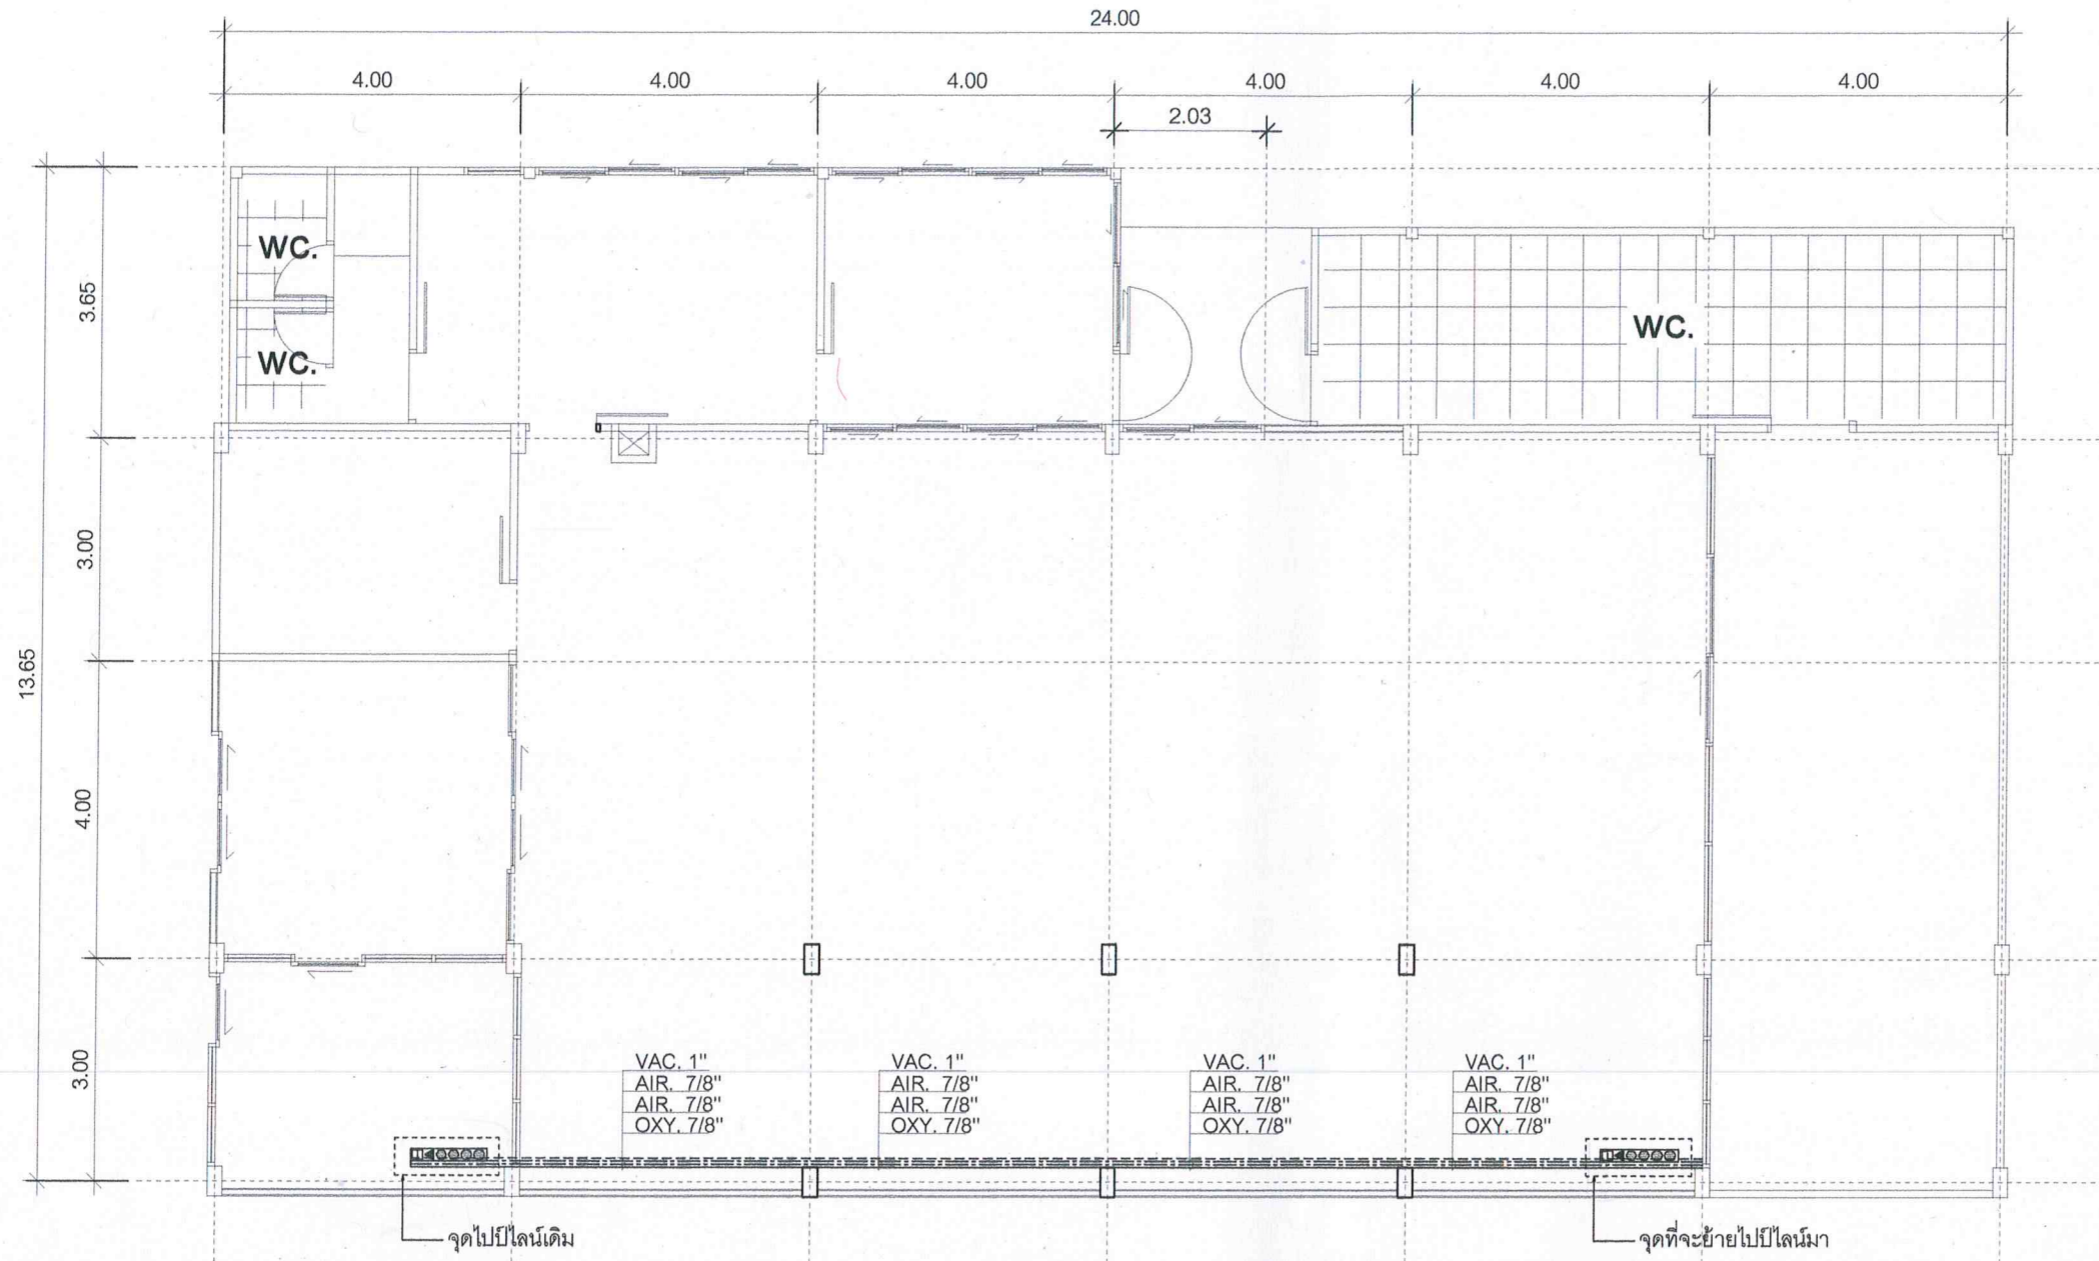 24.00
4.00 4.00 4.00 4.00 4.00 4.00
2.03
WC.
WC.
WC.
3.65
3.00
13.65
4.00
3.00
VAC. 1"
AIR. 7/8"
AIR. 7/8"
OXY. 7/8"
VAC. 1"
AIR. 7/8"
AIR. 7/8"
OXY. 7/8"
VAC. 1"
AIR. 7/8"
AIR. 7/8"
OXY. 7/8"
VAC. 1"
AIR. 7/8"
AIR. 7/8"
OXY. 7/8"
จุดไปป์ไลน์เดิม
จุดที่จะย้ายไปป์ไลน์มา